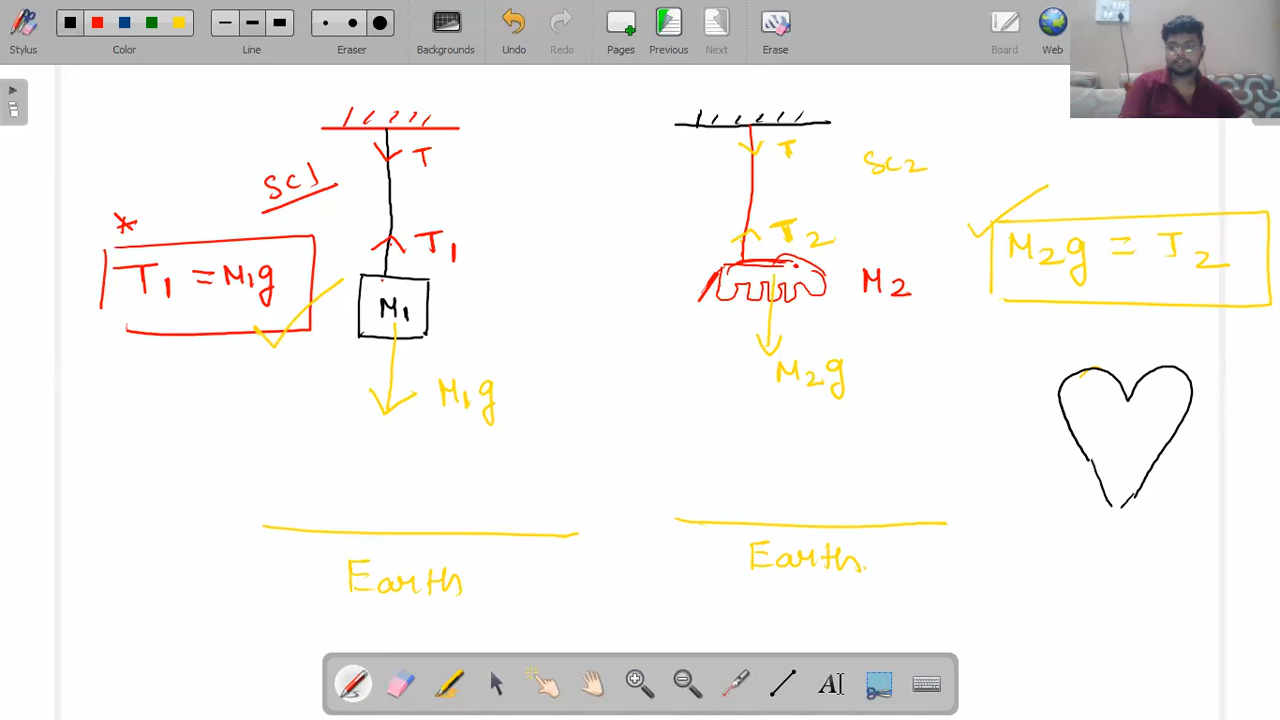 Stylus
Color
Line
Eraser
Backgrounds
Undo
Redo
Pages
Previous
Next
Erase
Board
Web
T
SC1
T1
T1 = M1g
M1
M1g
Earth
T
SC2
T2
M2
M2g
M2g = T2
Earth